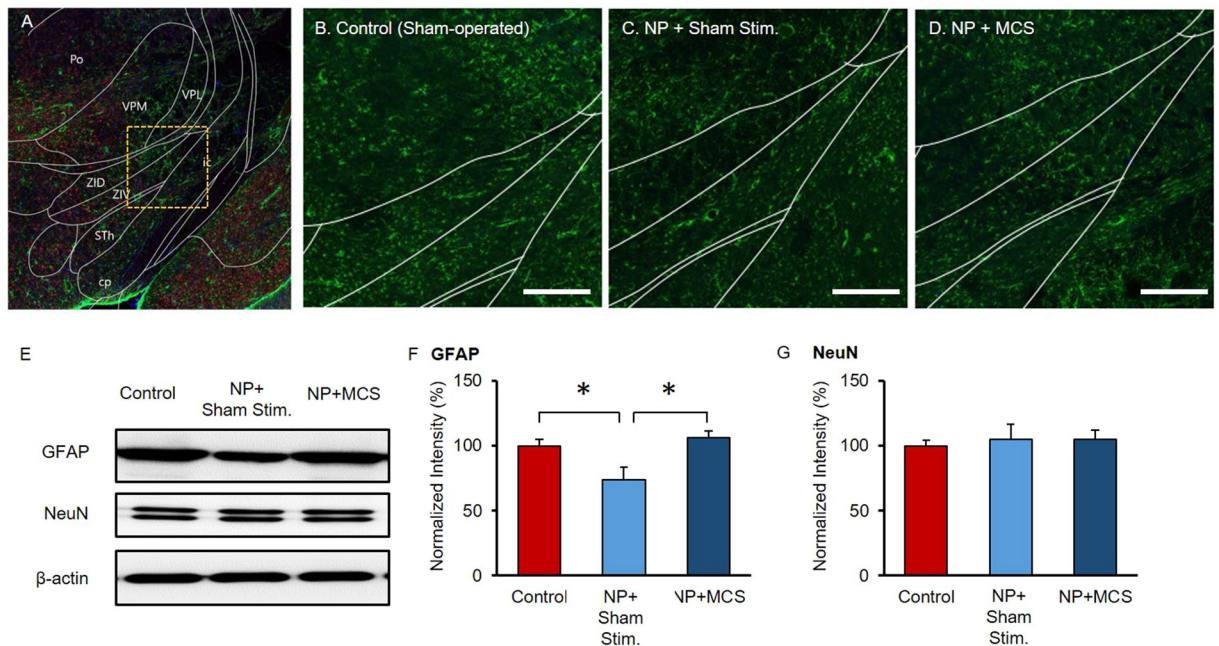 A
Po
VPM
VPL
ic
ZID
ZIV
STh
cp
B. Control (Sham-operated)
C. NP + Sham Stim.
D. NP + MCS
E
Control
NP+
Sham Stim.
NP+MCS
GFAP
NeuN
β-actin
F GFAP
Normalized Intensity (%)
150
100
50
0
*
*
Control
NP+
Sham
Stim.
NP+MCS
G NeuN
Normalized Intensity (%)
150
100
50
0
Control
NP+
Sham
Stim.
NP+MCS